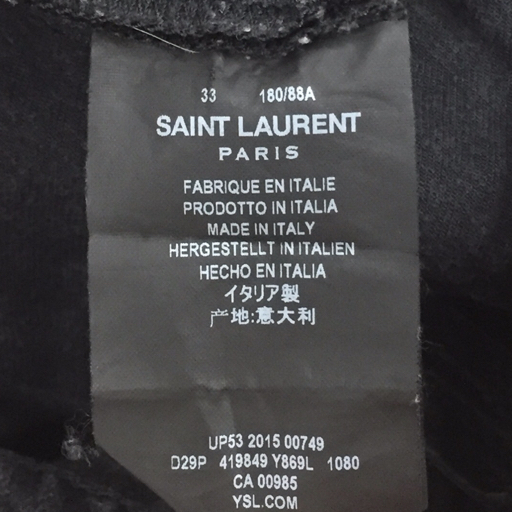 33 180/88A
SAINT LAURENT
PARIS
FABRIQUE EN ITALIE
PRODOTTO IN ITALIA
MADE IN ITALY
HERGESTELLT IN ITALIEN
HECHO EN ITALIA
イタリア製
产地:意大利
UP53 2015 00749
D29P 419849 Y869L 1080
CA 00985
YSL.COM